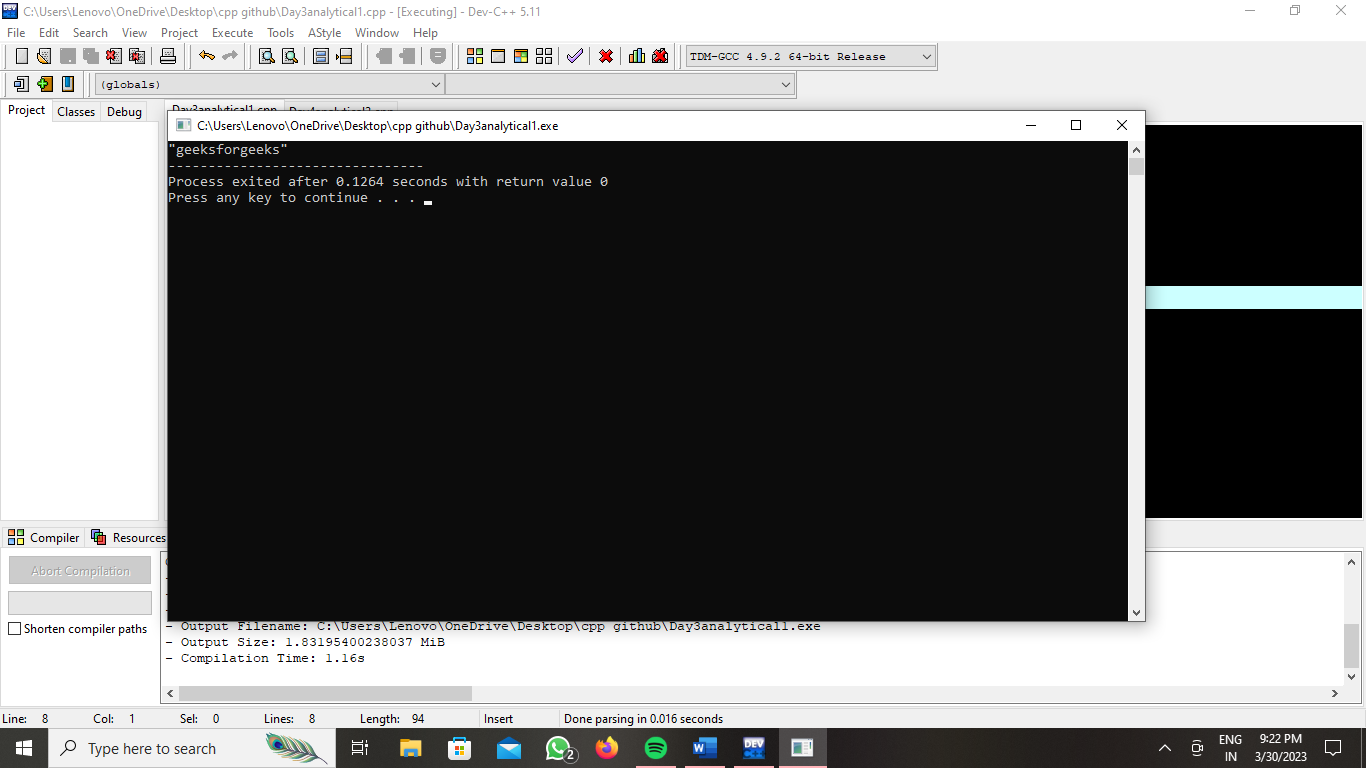 C:\Users\Lenovo\OneDrive\Desktop\cpp github\Day3analytical1.cpp - [Executing] - Dev-C++ 5.11
File Edit Search View Project Execute Tools AStyle Window Help
TDM-GCC 4.9.2 64-bit Release
(globals)
Project Classes Debug Day3analytical1.cpp
C:\Users\Lenovo\OneDrive\Desktop\cpp github\Day3analytical1.exe
"geeksforgeeks"
--------------------------------
Process exited after 0.1264 seconds with return value 0
Press any key to continue . . .
Compiler Resources
Abort Compilation
Shorten compiler paths
- Output Filename: C:\Users\Lenovo\OneDrive\Desktop\cpp github\Day3analytical1.exe
- Output Size: 1.83195400238037 MiB
- Compilation Time: 1.16s
Line: 8 Col: 1 Sel: 0 Lines: 8 Length: 94 Insert Done parsing in 0.016 seconds
Type here to search
2
DEV
ENG
IN
9:22 PM
3/30/2023